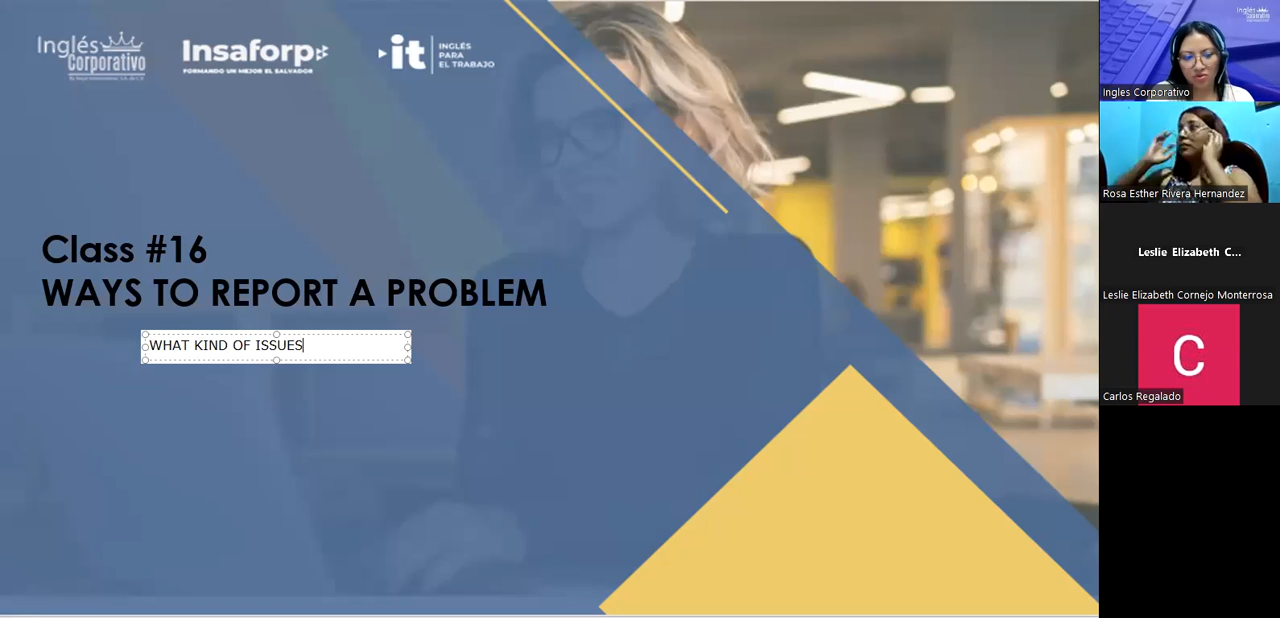 Inglés
Corporativo
Insaforp
FORMANDO UN MEJOR EL SALVADOR
it
INGLÉS
PARA
EL TRABAJO
Class #16
WAYS TO REPORT A PROBLEM
WHAT KIND OF ISSUES
Ingles Corporativo
Rosa Esther Rivera Hernandez
Leslie Elizabeth C...
Leslie Elizabeth Cornejo Monterrosa
C
Carlos Regalado